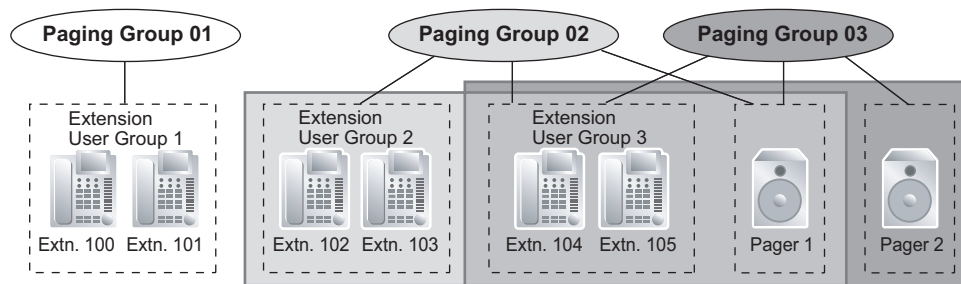 Paging Group 01
Paging Group 02
Paging Group 03
Extension
User Group 1
Extension
User Group 2
Extension
User Group 3
Extn. 100
Extn. 101
Extn. 102
Extn. 103
Extn. 104
Extn. 105
Pager 1
Pager 2